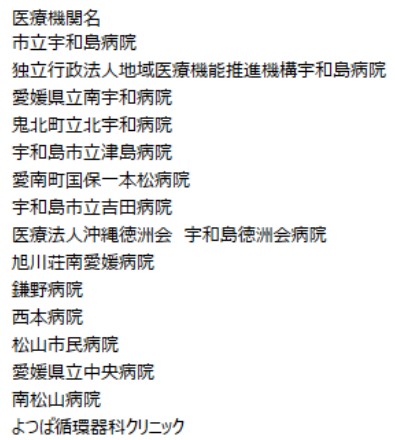 医療機関名
市立宇和島病院
独立行政法人地域医療機能推進機構宇和島病院
愛媛県立南宇和病院
鬼北町立北宇和病院
宇和島市立津島病院
愛南町国保一本松病院
宇和島市立吉田病院
医療法人沖縄徳洲会　宇和島徳洲会病院
旭川荘南愛媛病院
鎌野病院
西本病院
松山市民病院
愛媛県立中央病院
南松山病院
よつば循環器科クリニック